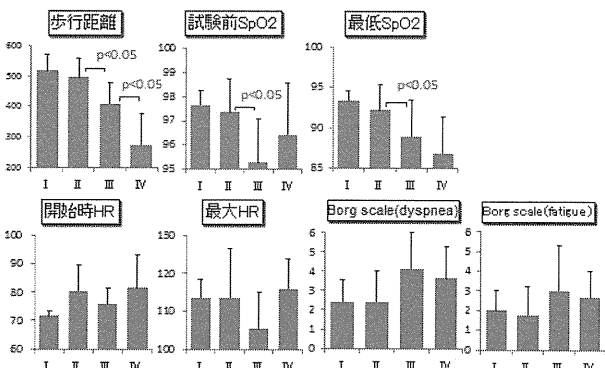 歩行距離
試験前SpO2
最低SpO2
600
500
400
300
200
p<0.05
p<0.05
I II III IV
100
99
98
97
96
95
p<0.05
I II III IV
100
95
90
85
p<0.05
I II III IV
開始時HR
最大HR
Borg scale(dyspnea)
Borg scale(fatigue)
100
90
80
70
60
I II III IV
130
120
110
100
I II III IV
6
5
4
3
2
1
0
I II III IV
6
5
4
3
2
1
0
I II III IV